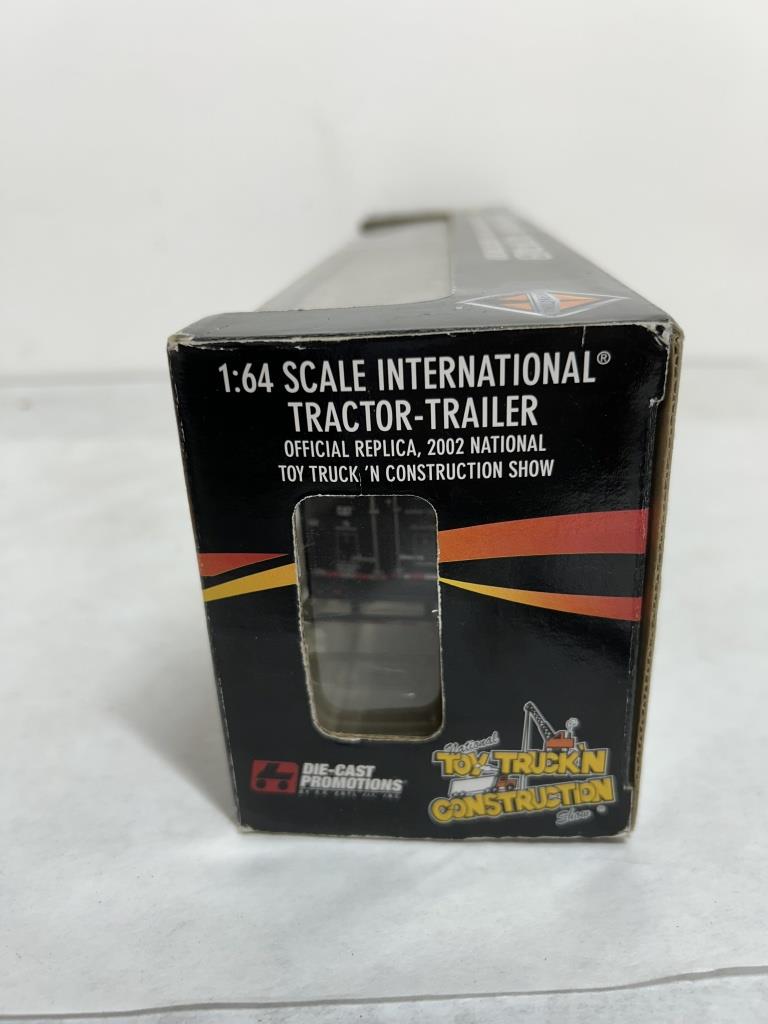 1:64 SCALE INTERNATIONAL®
TRACTOR-TRAILER
OFFICIAL REPLICA, 2002 NATIONAL
TOY TRUCK 'N CONSTRUCTION SHOW
DIE-CAST
PROMOTIONS
National
TOY TRUCK'N
CONSTRUCTION
Show